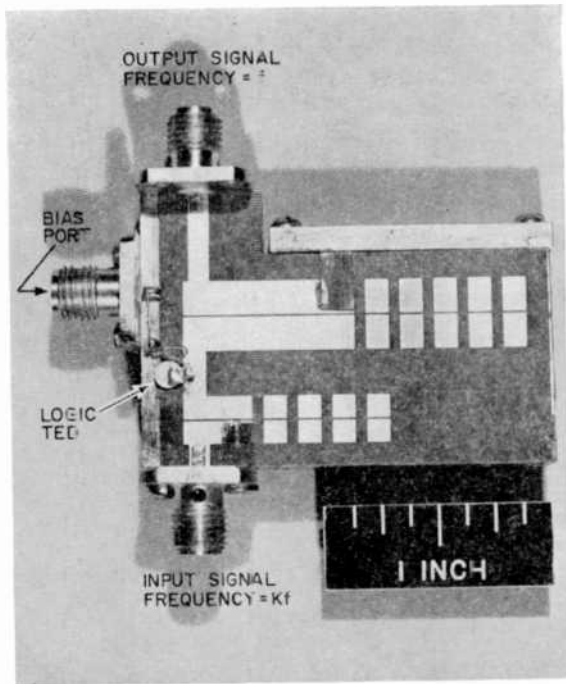 OUTPUT SIGNAL
FREQUENCY =
BIAS
PORT
LOGIC
TED
INPUT SIGNAL
FREQUENCY = Kf
1 INCH